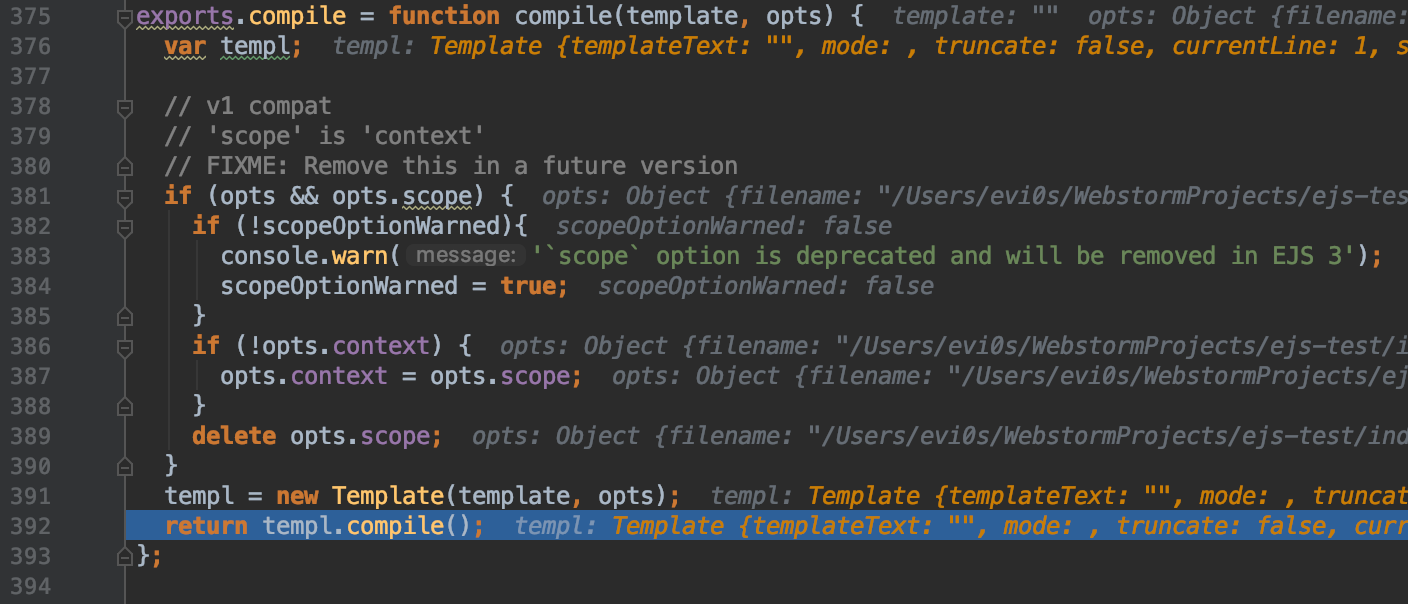 375 exports.compile = function compile(template, opts) { template: "" opts: Object {filename:
376 var templ; templ: Template {templateText: "", mode: , truncate: false, currentLine: 1, s
377
378 // v1 compat
379 // 'scope' is 'context'
380 // FIXME: Remove this in a future version
381 if (opts && opts.scope) { opts: Object {filename: "/Users/evi0s/WebstormProjects/ejs-tes
382 if (!scopeOptionWarned){ scopeOptionWarned: false
383 console.warn( message: '`scope` option is deprecated and will be removed in EJS 3');
384 scopeOptionWarned = true; scopeOptionWarned: false
385 }
386 if (!opts.context) { opts: Object {filename: "/Users/evi0s/WebstormProjects/ejs-test/i
387 opts.context = opts.scope; opts: Object {filename: "/Users/evi0s/WebstormProjects/ej
388 }
389 delete opts.scope; opts: Object {filename: "/Users/evi0s/WebstormProjects/ejs-test/ind
390 }
391 templ = new Template(template, opts); templ: Template {templateText: "", mode: , truncat
392 return templ.compile(); templ: Template {templateText: "", mode: , truncate: false, curr
393 };
394